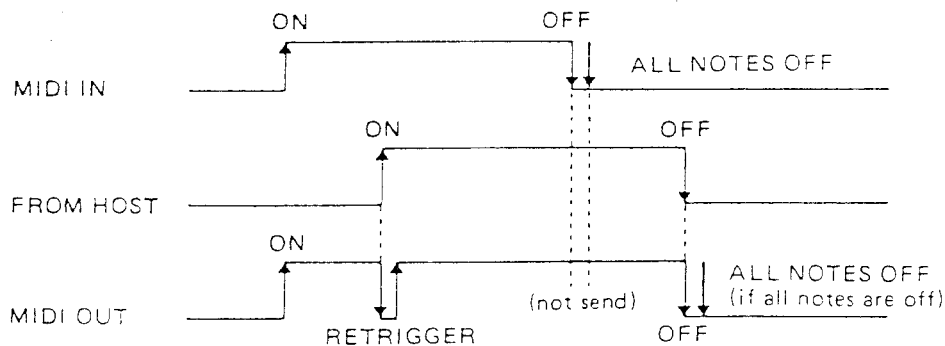 ON OFF
ALL NOTES OFF
MIDI IN
ON OFF
FROM HOST
ON
ALL NOTES OFF
(not send) (if all notes are off)
MIDI OUT
RETRIGGER OFF